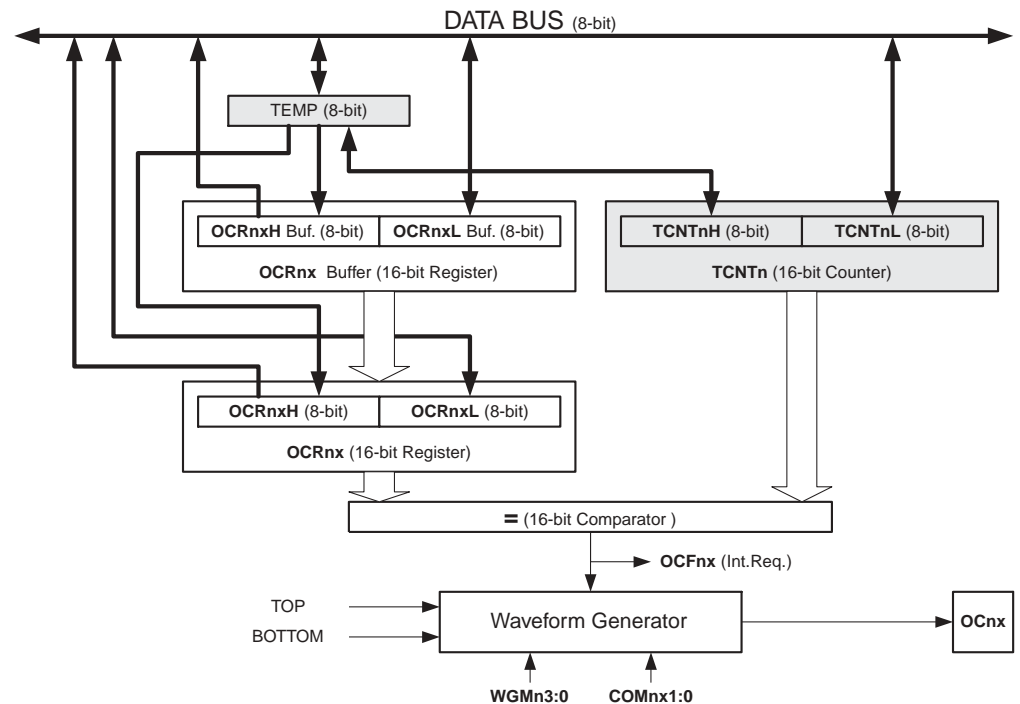 DATA BUS (8-bit)
TEMP (8-bit)
OCRnxH Buf. (8-bit) OCRnxL Buf. (8-bit)
OCRnx Buffer (16-bit Register)
TCNTnH (8-bit) TCNTnL (8-bit)
TCNTn (16-bit Counter)
OCRnxH (8-bit) OCRnxL (8-bit)
OCRnx (16-bit Register)
= (16-bit Comparator )
OCFnx (Int.Req.)
TOP
BOTTOM
Waveform Generator
OCnx
WGMn3:0 COMnx1:0